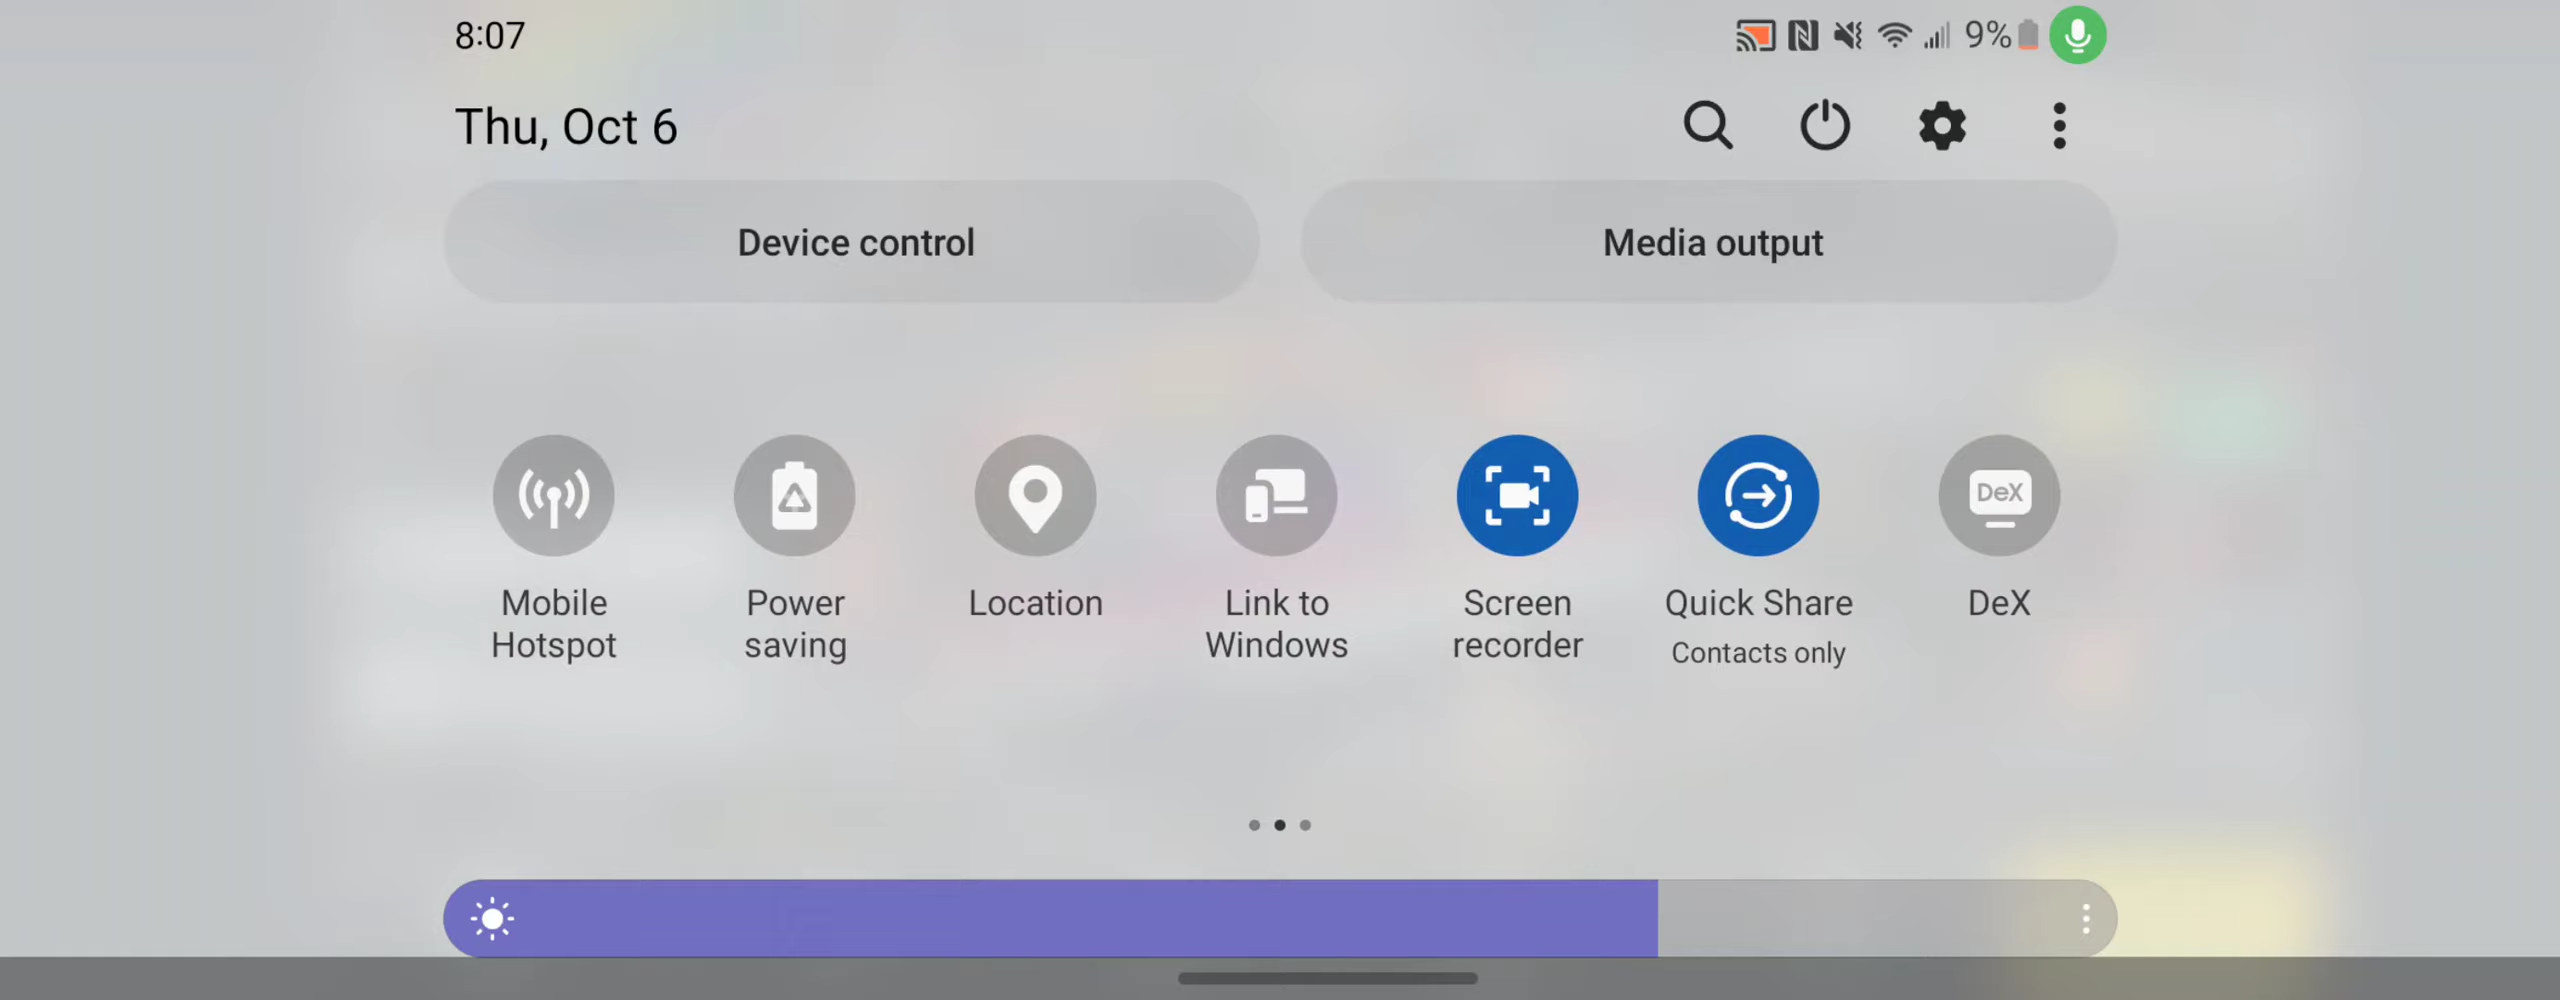 8:07
9%
Thu, Oct 6
Device control
Media output
DeX
Mobile
Hotspot
Power
saving
Location
Link to
Windows
Screen
recorder
Quick Share
Contacts only
DeX